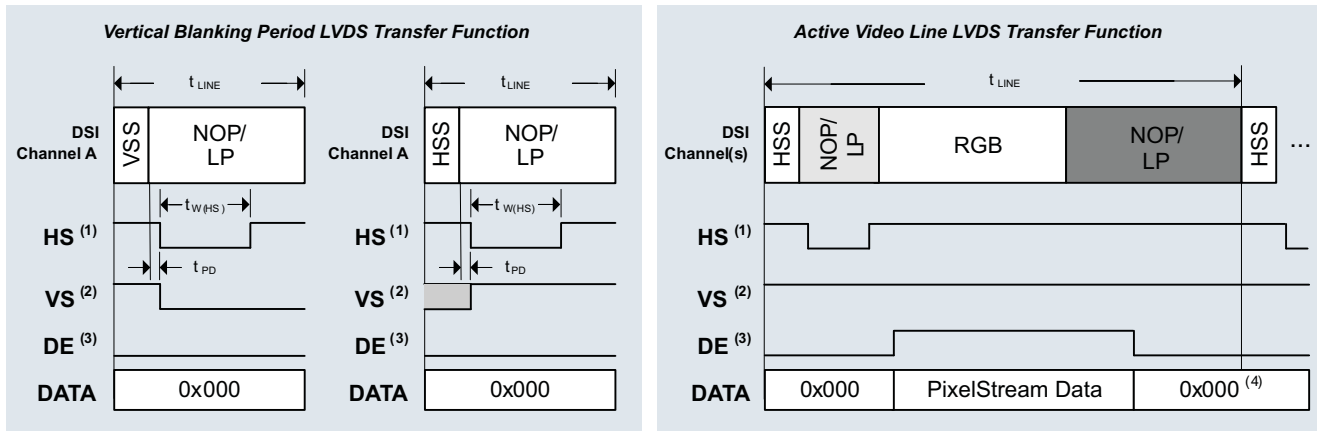 Vertical Blanking Period LVDS Transfer Function
t LINE
t LINE
DSI
Channel A
VSS
NOP/
LP
DSI
Channel A
HSS
NOP/
LP
t W(HS)
t W(HS)
HS (1)
HS (1)
t PD
t PD
VS (2)
VS (2)
DE (3)
DE (3)
DATA
0x000
DATA
0x000
Active Video Line LVDS Transfer Function
t LINE
DSI
Channel(s)
HSS
NOP/
LP
RGB
NOP/
LP
HSS
...
HS (1)
VS (2)
DE (3)
DATA
0x000
PixelStream Data
0x000 (4)